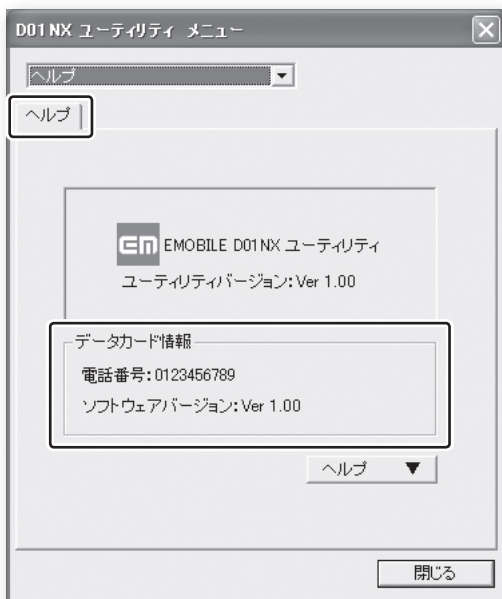 D01NX ユーティリティ メニュー
ヘルプ
ヘルプ
EM EMOBILE D01NX ユーティリティ
ユーティリティバージョン: Ver 1.00
データカード情報
電話番号: 0123456789
ソフトウェアバージョン: Ver 1.00
ヘルプ ▼
閉じる